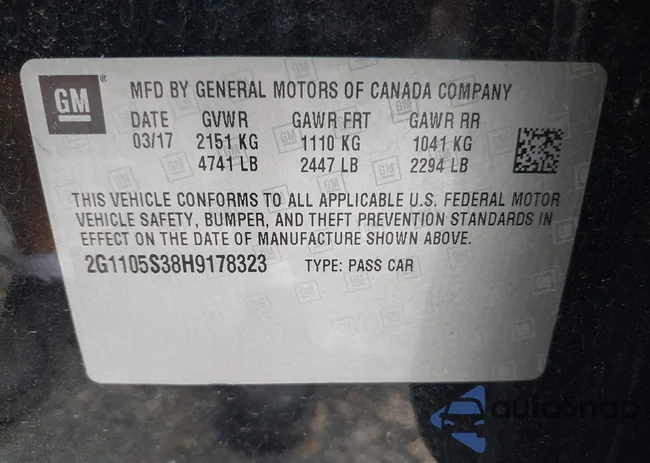 GM ®
MFD BY GENERAL MOTORS OF CANADA COMPANY
DATE GVWR GAWR FRT GAWR RR
03/17 2151 KG 1110 KG 1041 KG
4741 LB 2447 LB 2294 LB
THIS VEHICLE CONFORMS TO ALL APPLICABLE U.S. FEDERAL MOTOR
VEHICLE SAFETY, BUMPER, AND THEFT PREVENTION STANDARDS IN
EFFECT ON THE DATE OF MANUFACTURE SHOWN ABOVE.
2G1105S38H9178323 TYPE: PASS CAR
autoSnap